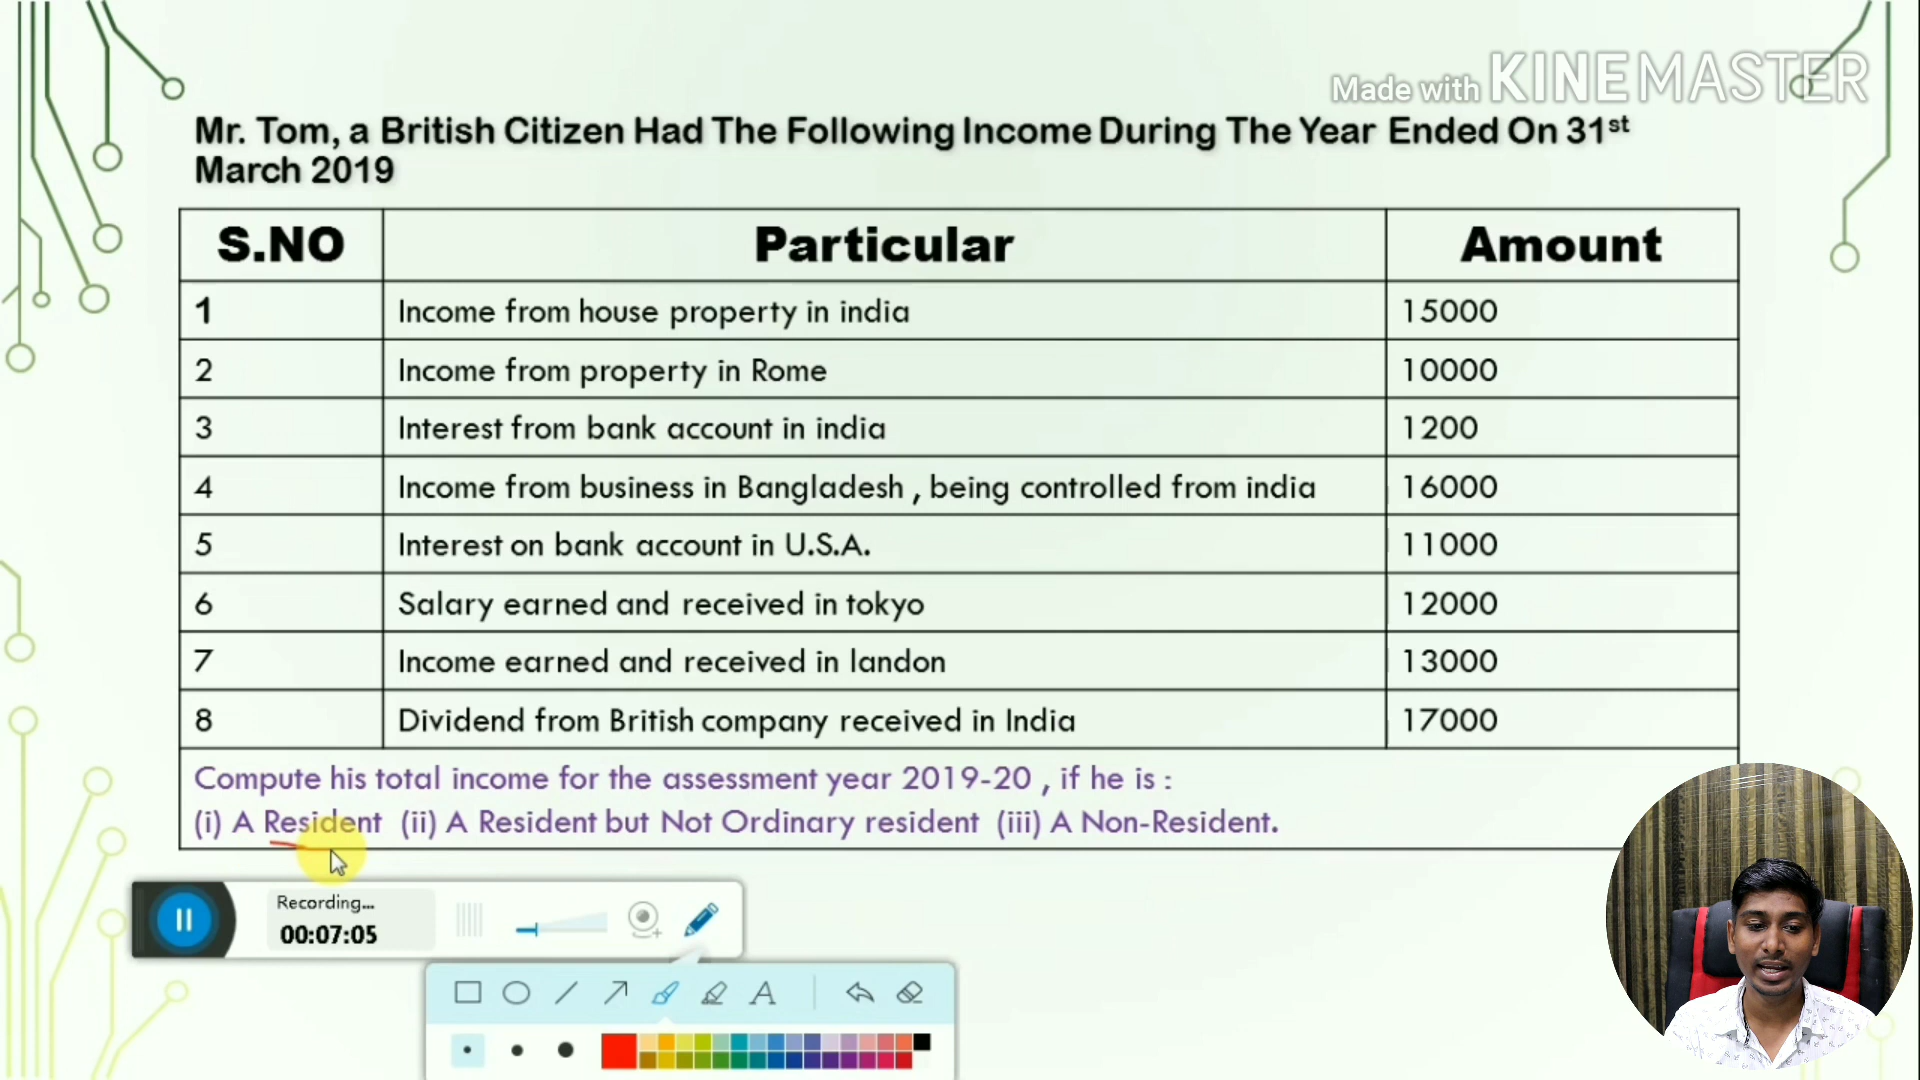 Made with KINEMASTER
Mr. Tom, a British Citizen Had The Following Income During The Year Ended On 31st
March 2019
S.NO Particular Amount
1 Income from house property in india 15000
2 Income from property in Rome 10000
3 Interest from bank account in india 1200
4 Income from business in Bangladesh , being controlled from india 16000
5 Interest on bank account in U.S.A. 11000
6 Salary earned and received in tokyo 12000
7 Income earned and received in landon 13000
8 Dividend from British company received in India 17000
Compute his total income for the assessment year 2019-20 , if he is :
(i) A Resident (ii) A Resident but Not Ordinary resident (iii) A Non-Resident.
Recording...
00:07:05
A